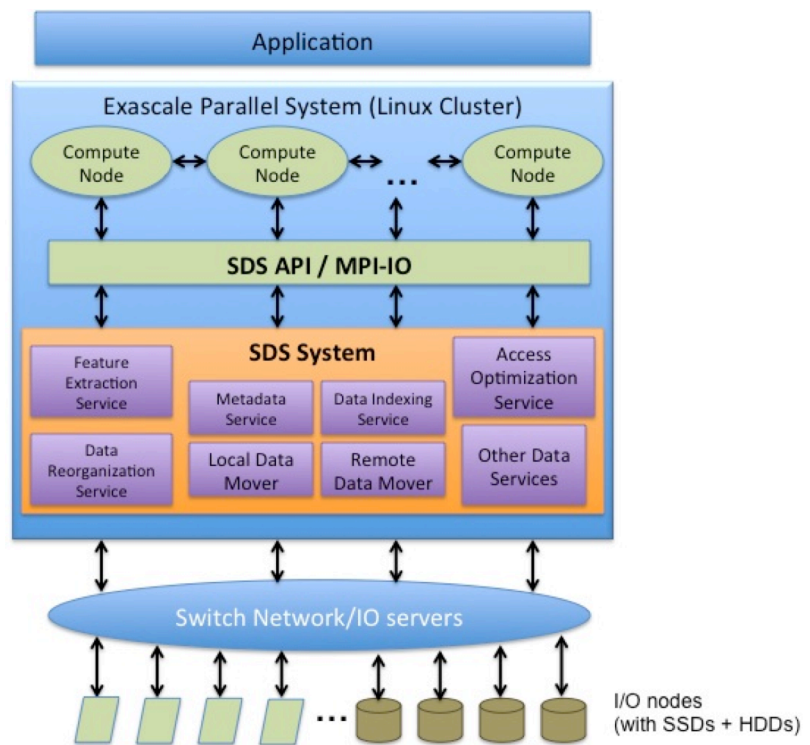 Application
Exascale Parallel System (Linux Cluster)
Compute
Node
Compute
Node
...
Compute
Node
SDS API / MPI-IO
SDS System
Feature
Extraction
Service
Metadata
Service
Data Indexing
Service
Access
Optimization
Service
Data
Reorganization
Service
Local Data
Mover
Remote
Data Mover
Other Data
Services
Switch Network/IO servers
...
I/O nodes
(with SSDs + HDDs)